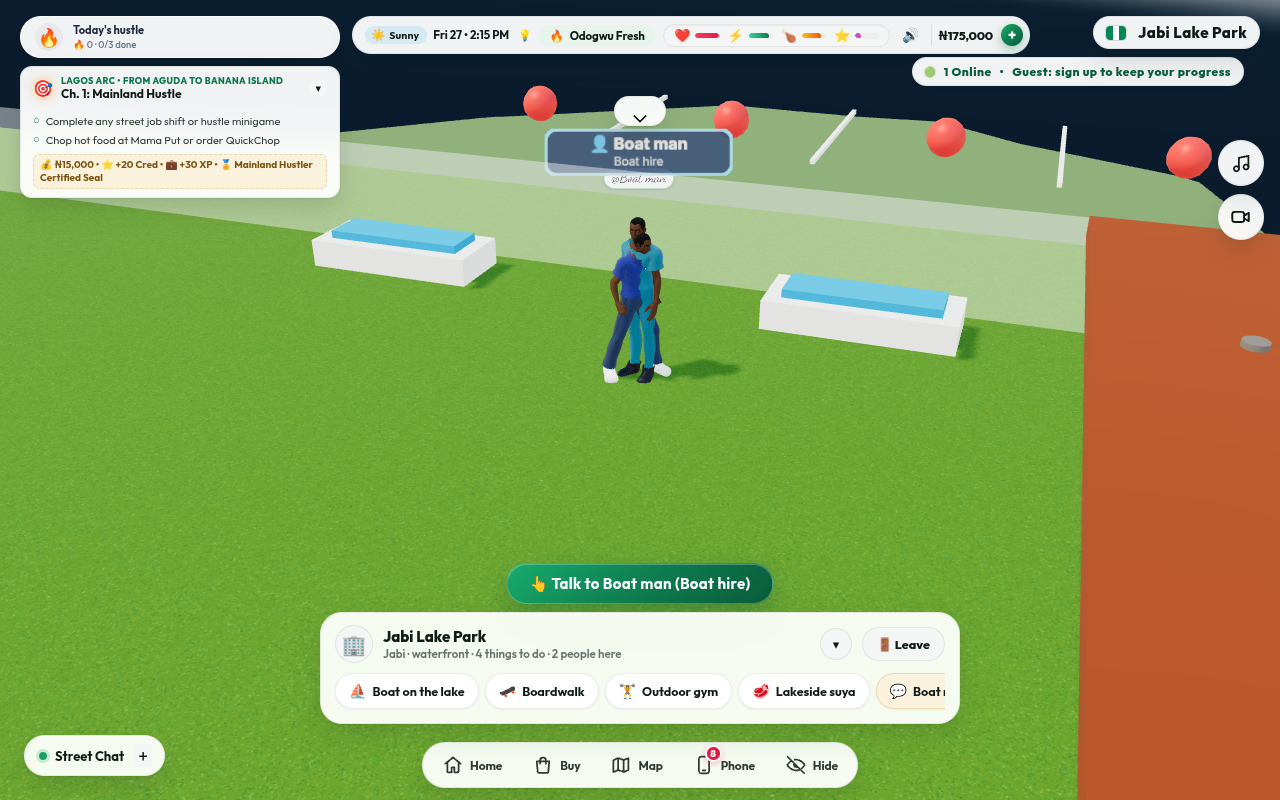 Today's hustle
🔥 0 · 0/3 done
Sunny
Fri 27 • 2:15 PM
Odogwu Fresh
₦175,000
+
Jabi Lake Park
1 Online • Guest: sign up to keep your progress
LAGOS ARC • FROM AGUDA TO BANANA ISLAND
Ch. 1: Mainland Hustle
Complete any street job shift or hustle minigame
Chop hot food at Mama Put or order QuickChop
💰 ₦15,000 • ⭐ +20 Cred • 💼 +30 XP • 🏅 Mainland Hustler
Certified Seal
Boat man
Boat hire
@Boat man
Talk to Boat man (Boat hire)
Jabi Lake Park
Jabi · waterfront · 4 things to do · 2 people here
Leave
Boat on the lake
Boardwalk
Outdoor gym
Lakeside suya
Boat
Street Chat +
Home
Buy
Map
8
Phone
Hide